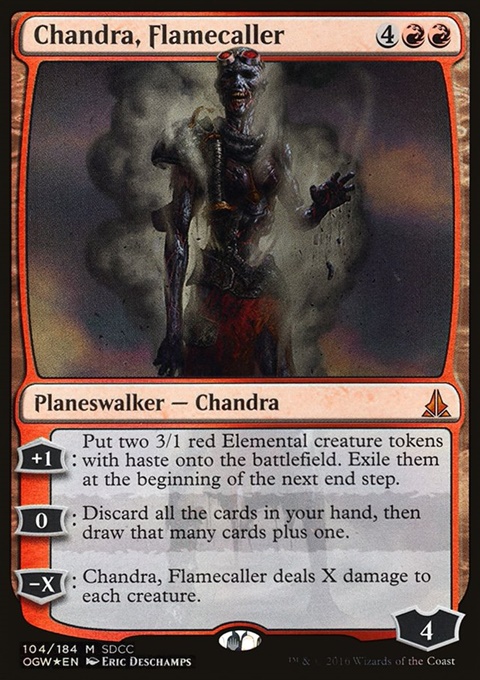 Chandra, Flamecaller 4
Planeswalker — Chandra
+1: Put two 3/1 red Elemental creature tokens
with haste onto the battlefield. Exile them
at the beginning of the next end step.
0: Discard all the cards in your hand, then
draw that many cards plus one.
-X: Chandra, Flamecaller deals X damage to
each creature.
4
104/184 M SDCC
OGW★EN Eric Deschamps
™ & © 2016 Wizards of the Coast